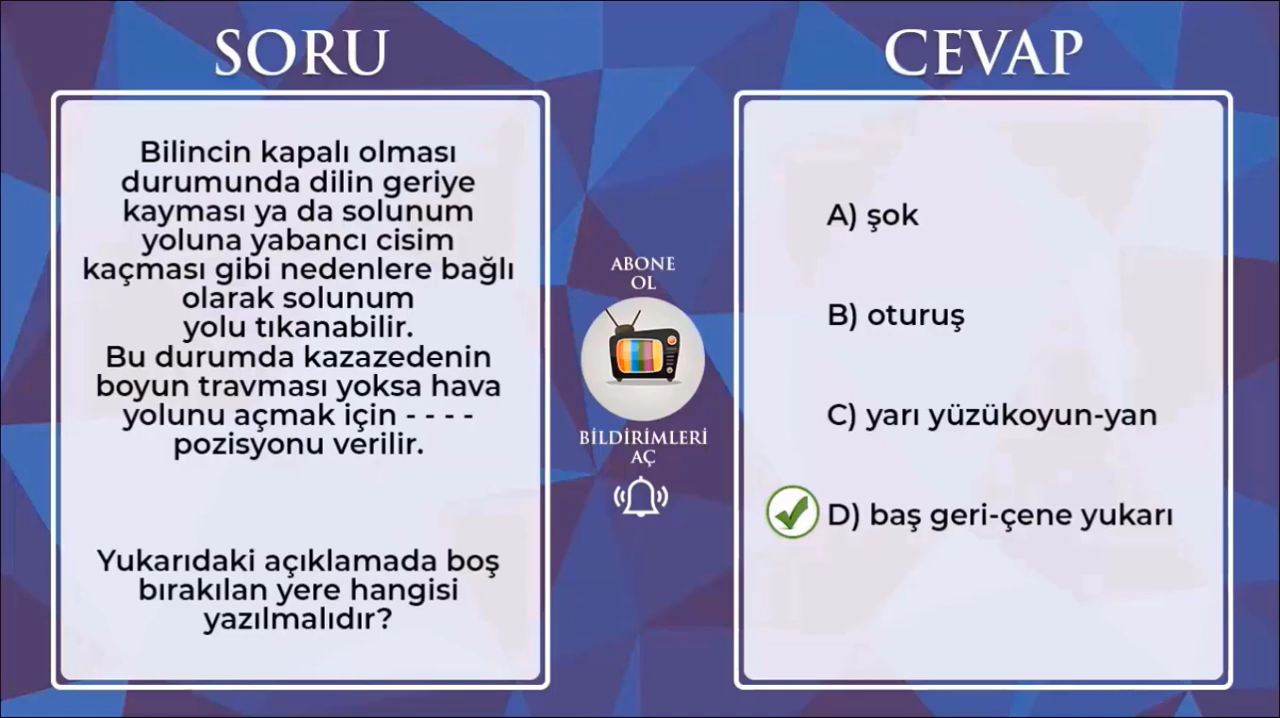 SORU
Bilincin kapalı olması
durumunda dilin geriye
kayması ya da solunum
yoluna yabancı cisim
kaçması gibi nedenlere bağlı
olarak solunum
yolu tıkanabilir.
Bu durumda kazazedenin
boyun travması yoksa hava
yolunu açmak için - - - -
pozisyonu verilir.
Yukarıdaki açıklamada boş
bırakılan yere hangisi
yazılmalıdır?
ABONE
OL
BİLDİRİMLERİ
AÇ
CEVAP
A) şok
B) oturuş
C) yarı yüzükoyun-yan
D) baş geri-çene yukarı